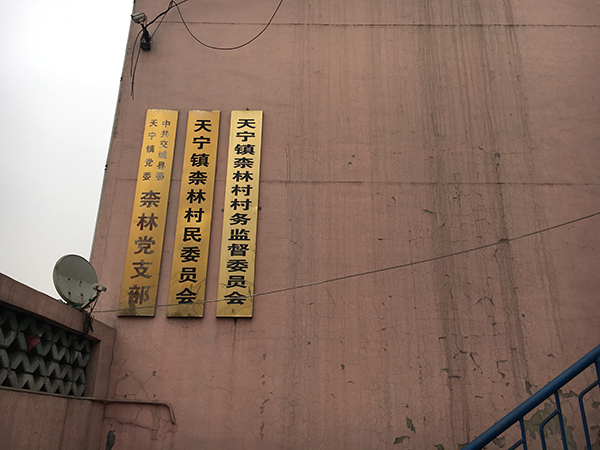 中共交城县委
天宁镇党委
柰林党支部
天宁镇柰林村民委员会
天宁镇柰林村村务监督委员会